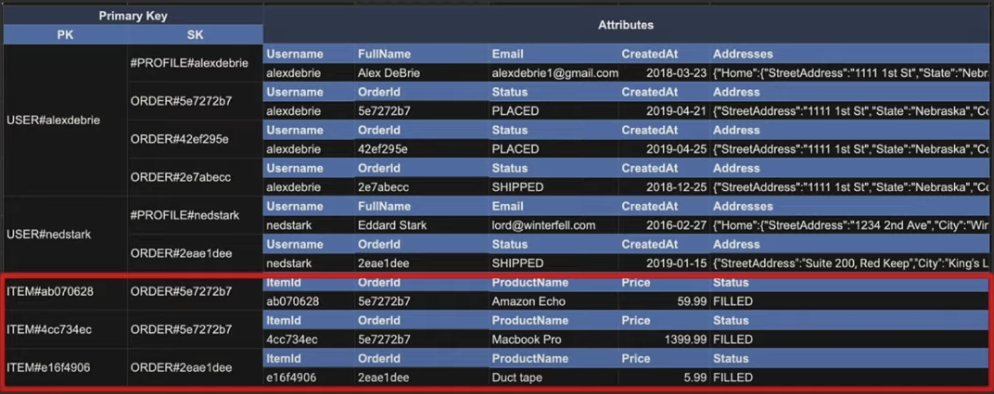 Primary Key Attributes
PK SK
Username FullName Email CreatedAt Addresses
#PROFILE#alexdebrie
alexdebrie Alex DeBrie alexdebrie1@gmail.com 2018-03-23 {"Home":{"StreetAddress":"1111 1st St","State":"Nebr
Username OrderId Status CreatedAt Address
ORDER#5e7272b7
alexdebrie 5e7272b7 PLACED 2019-04-21 {"StreetAddress":"1111 1st St","State":"Nebraska","Co
USER#alexdebrie
Username OrderId Status CreatedAt Address
ORDER#42ef295e
alexdebrie 42ef295e PLACED 2019-04-25 {"StreetAddress":"1111 1st St","State":"Nebraska","Co
Username OrderId Status CreatedAt Address
ORDER#2e7abecc
alexdebrie 2e7abecc SHIPPED 2018-12-25 {"StreetAddress":"1111 1st St","State":"Nebraska","Co
Username FullName Email CreatedAt Addresses
#PROFILE#nedstark
nedstark Eddard Stark lord@winterfell.com 2016-02-27 {"Home":{"StreetAddress":"1234 2nd Ave","City":"Win
USER#nedstark
Username OrderId Status CreatedAt Address
ORDER#2eae1dee
nedstark 2eae1dee SHIPPED 2019-01-15 {"StreetAddress":"Suite 200, Red Keep","City":"King's L
ItemId OrderId ProductName Price Status
ITEM#ab070628 ORDER#5e7272b7
ab070628 5e7272b7 Amazon Echo 59.99 FILLED
ItemId OrderId ProductName Price Status
ITEM#4cc734ec ORDER#5e7272b7
4cc734ec 5e7272b7 Macbook Pro 1399.99 FILLED
ItemId OrderId ProductName Price Status
ITEM#e16f4906 ORDER#2eae1dee
e16f4906 2eae1dee Duct tape 5.99 FILLED